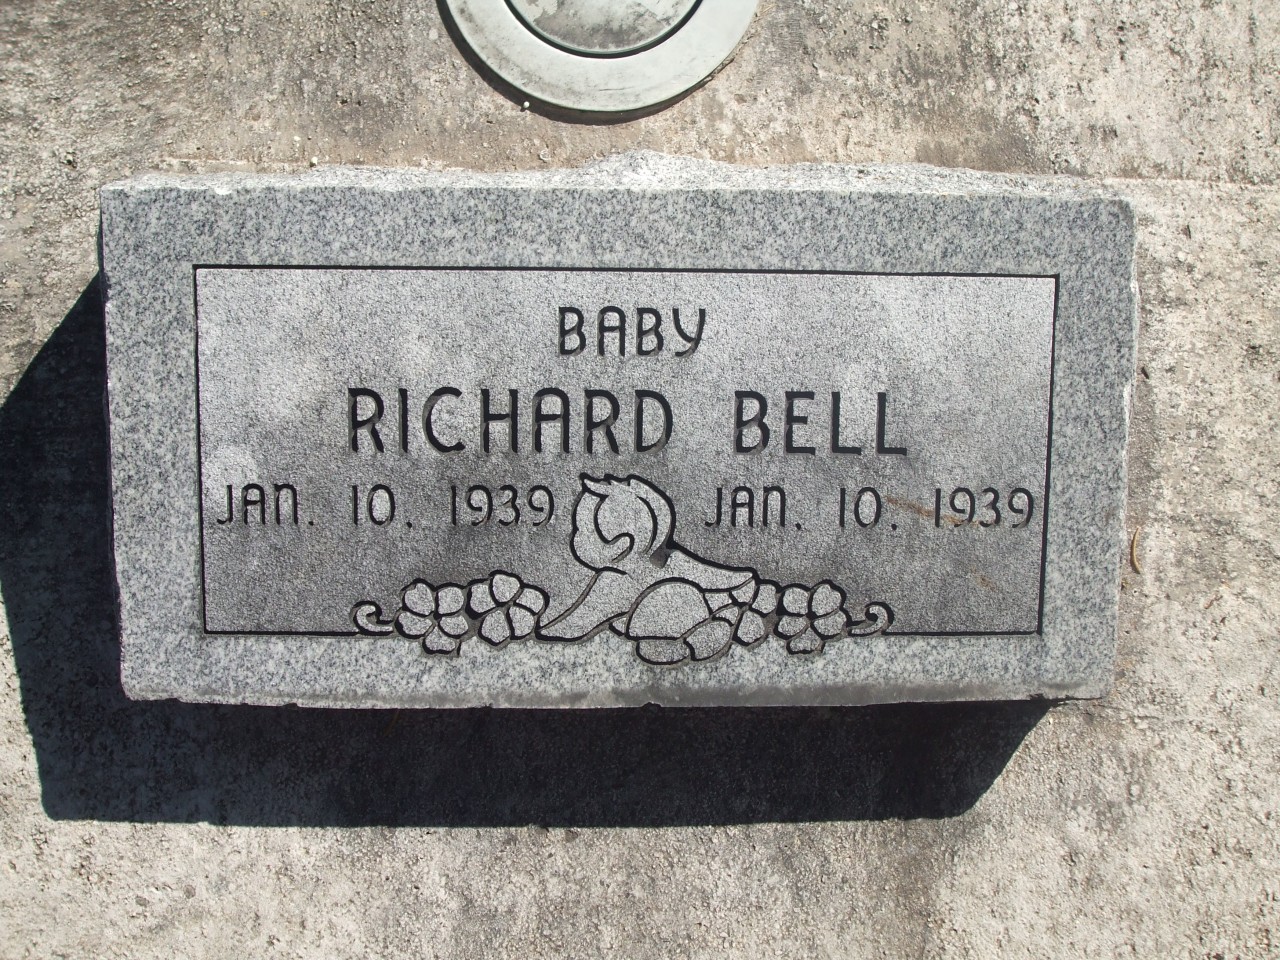 BABY
RICHARD BELL
JAN. 10. 1939 JAN. 10. 1939